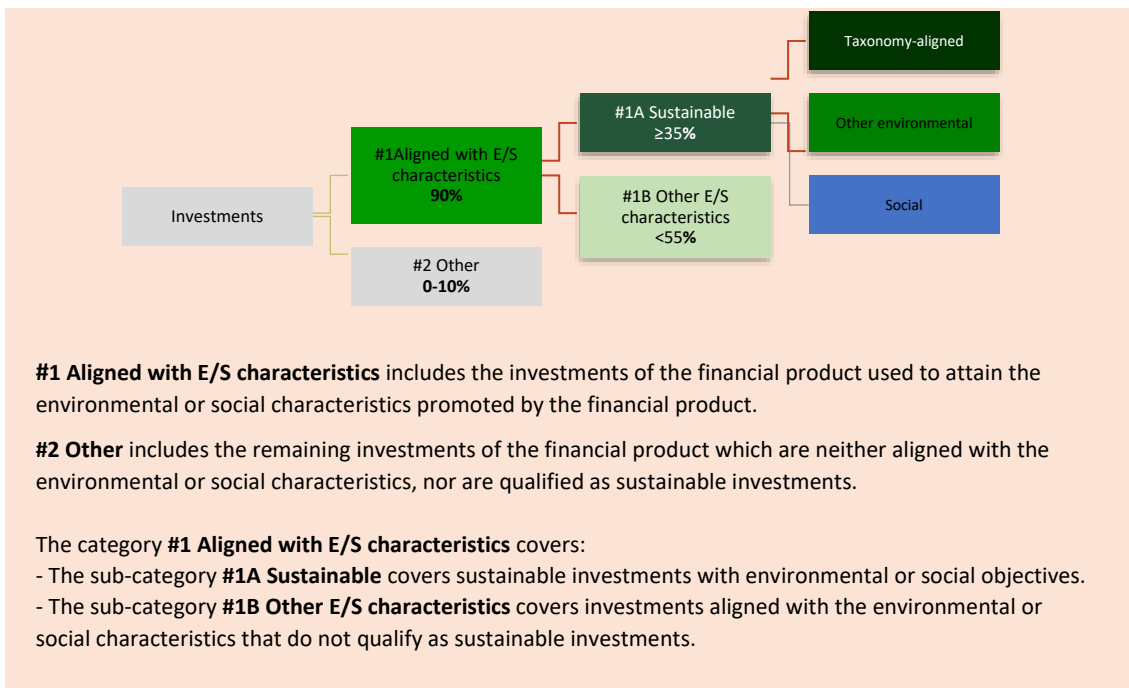 Taxonomy-aligned
#1A Sustainable
≥35%
Other environmental
#1Aligned with E/S
characteristics
90%
#1B Other E/S
characteristics
<55%
Social
Investments
#2 Other
0-10%
#1 Aligned with E/S characteristics includes the investments of the financial product used to attain the
environmental or social characteristics promoted by the financial product.
#2 Other includes the remaining investments of the financial product which are neither aligned with the
environmental or social characteristics, nor are qualified as sustainable investments.
The category #1 Aligned with E/S characteristics covers:
- The sub-category #1A Sustainable covers sustainable investments with environmental or social objectives.
- The sub-category #1B Other E/S characteristics covers investments aligned with the environmental or
social characteristics that do not qualify as sustainable investments.